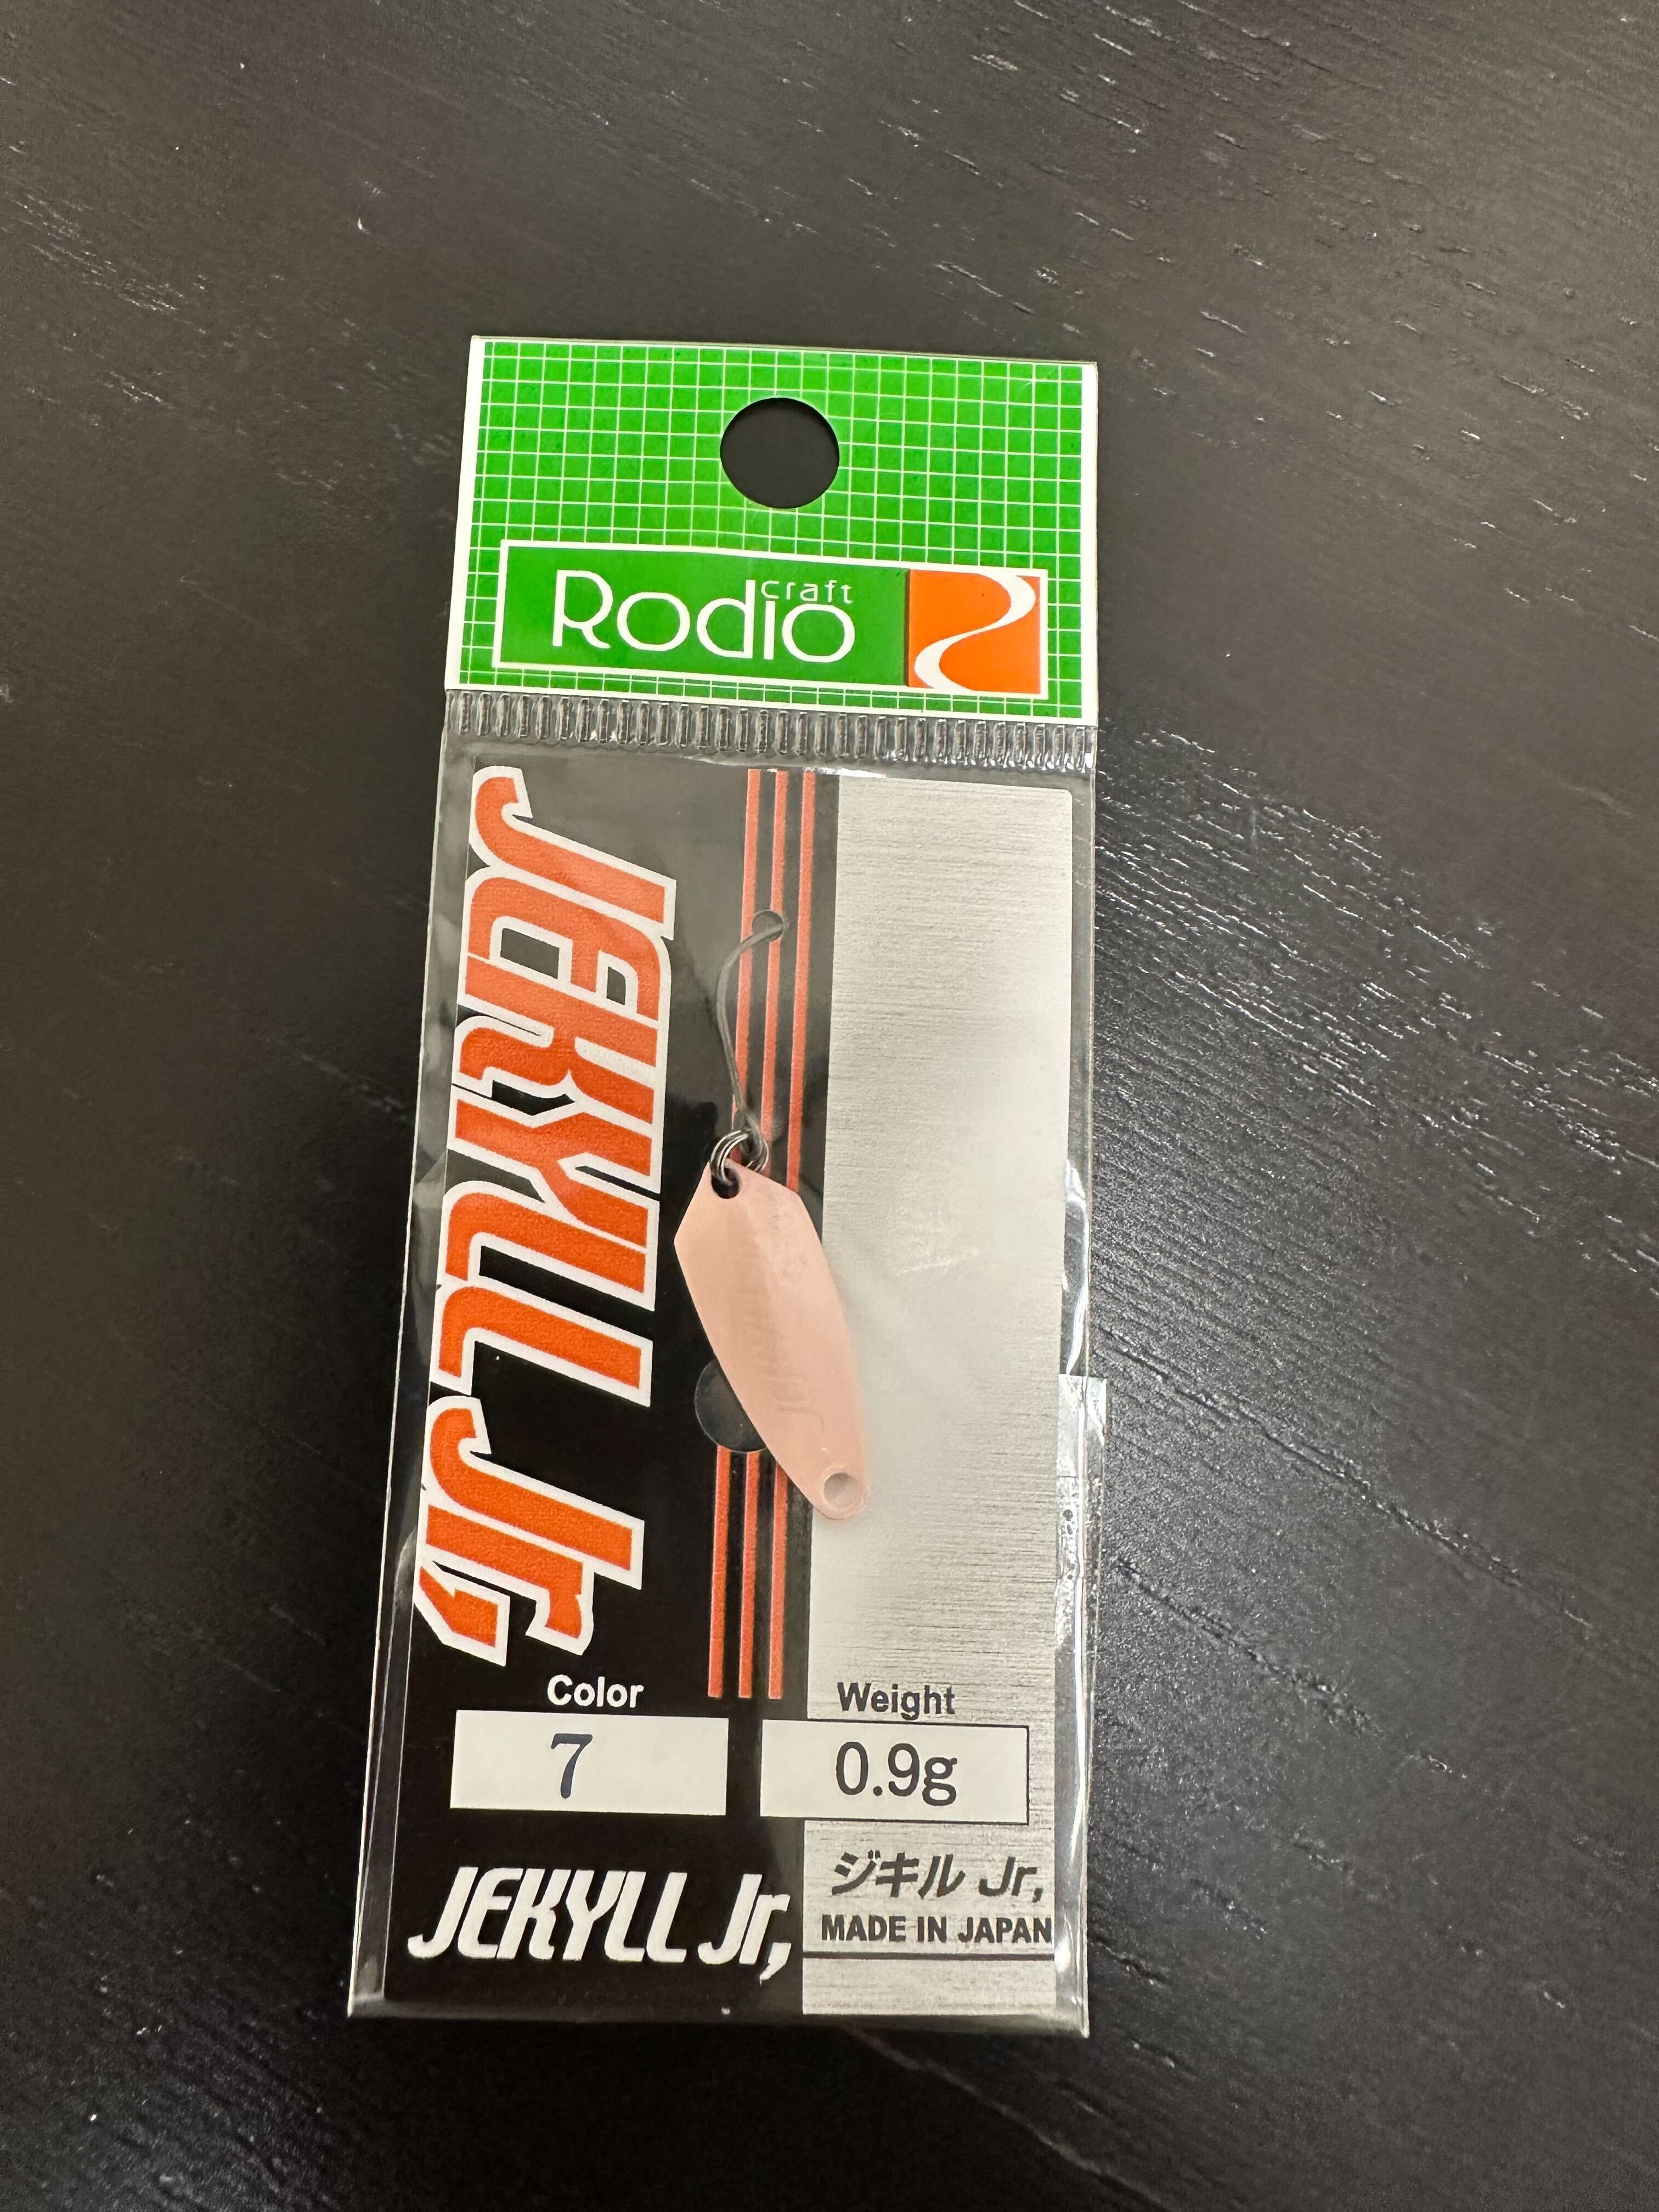 Rodio craft
JEKYLL Jr,
Color
7
Weight
0.9g
JEKYLL Jr,
ジキル Jr,
MADE IN JAPAN